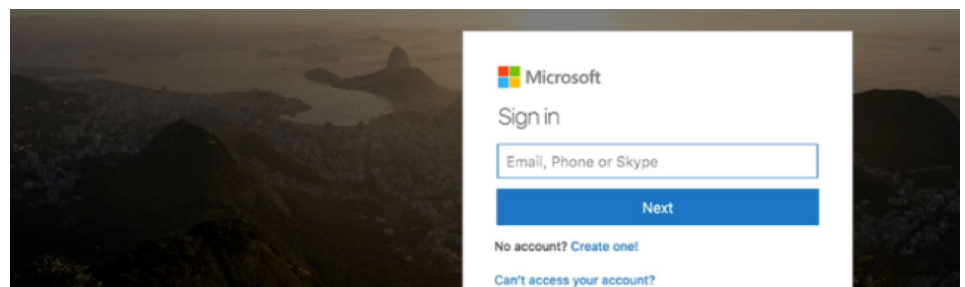 Microsoft
Sign in
Email, Phone or Skype
Next
No account? Create one!
Can't access your account?